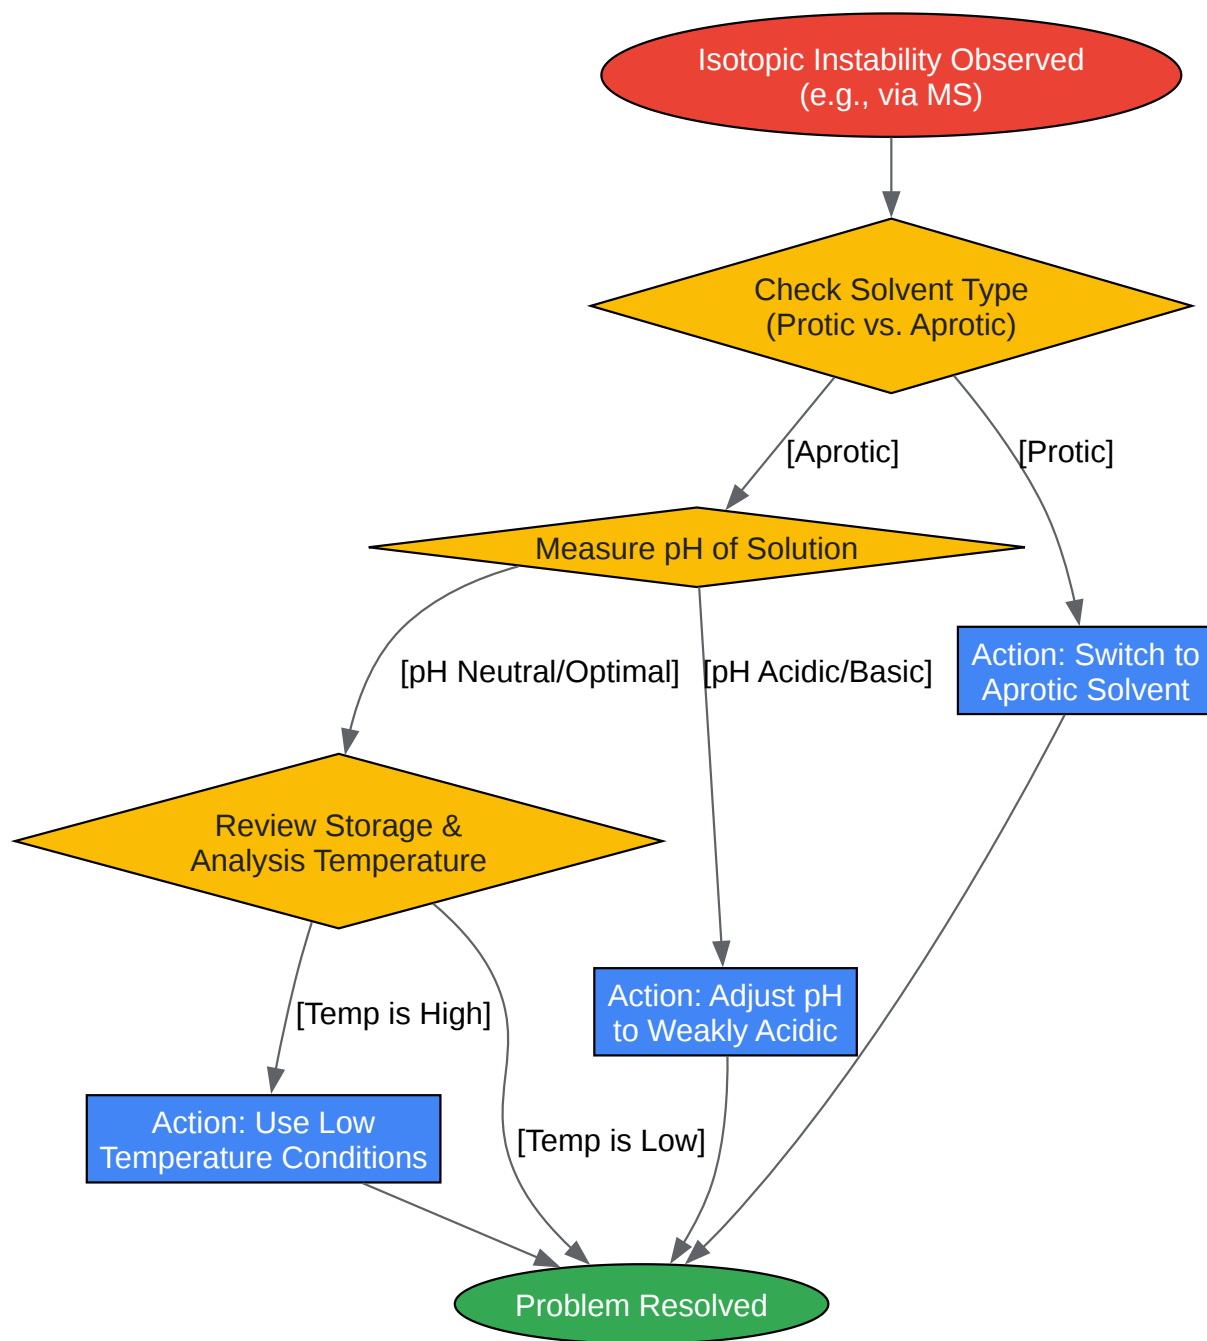 Isotopic Instability Observed
(e.g., via MS)
Check Solvent Type
(Protic vs. Aprotic)
[Aprotic]
[Protic]
Measure pH of Solution
[pH Neutral/Optimal]
[pH Acidic/Basic]
Action: Switch to
Aprotic Solvent
Review Storage &
Analysis Temperature
[Temp is High]
Action: Adjust pH
to Weakly Acidic
Action: Use Low
Temperature Conditions
[Temp is Low]
Problem Resolved